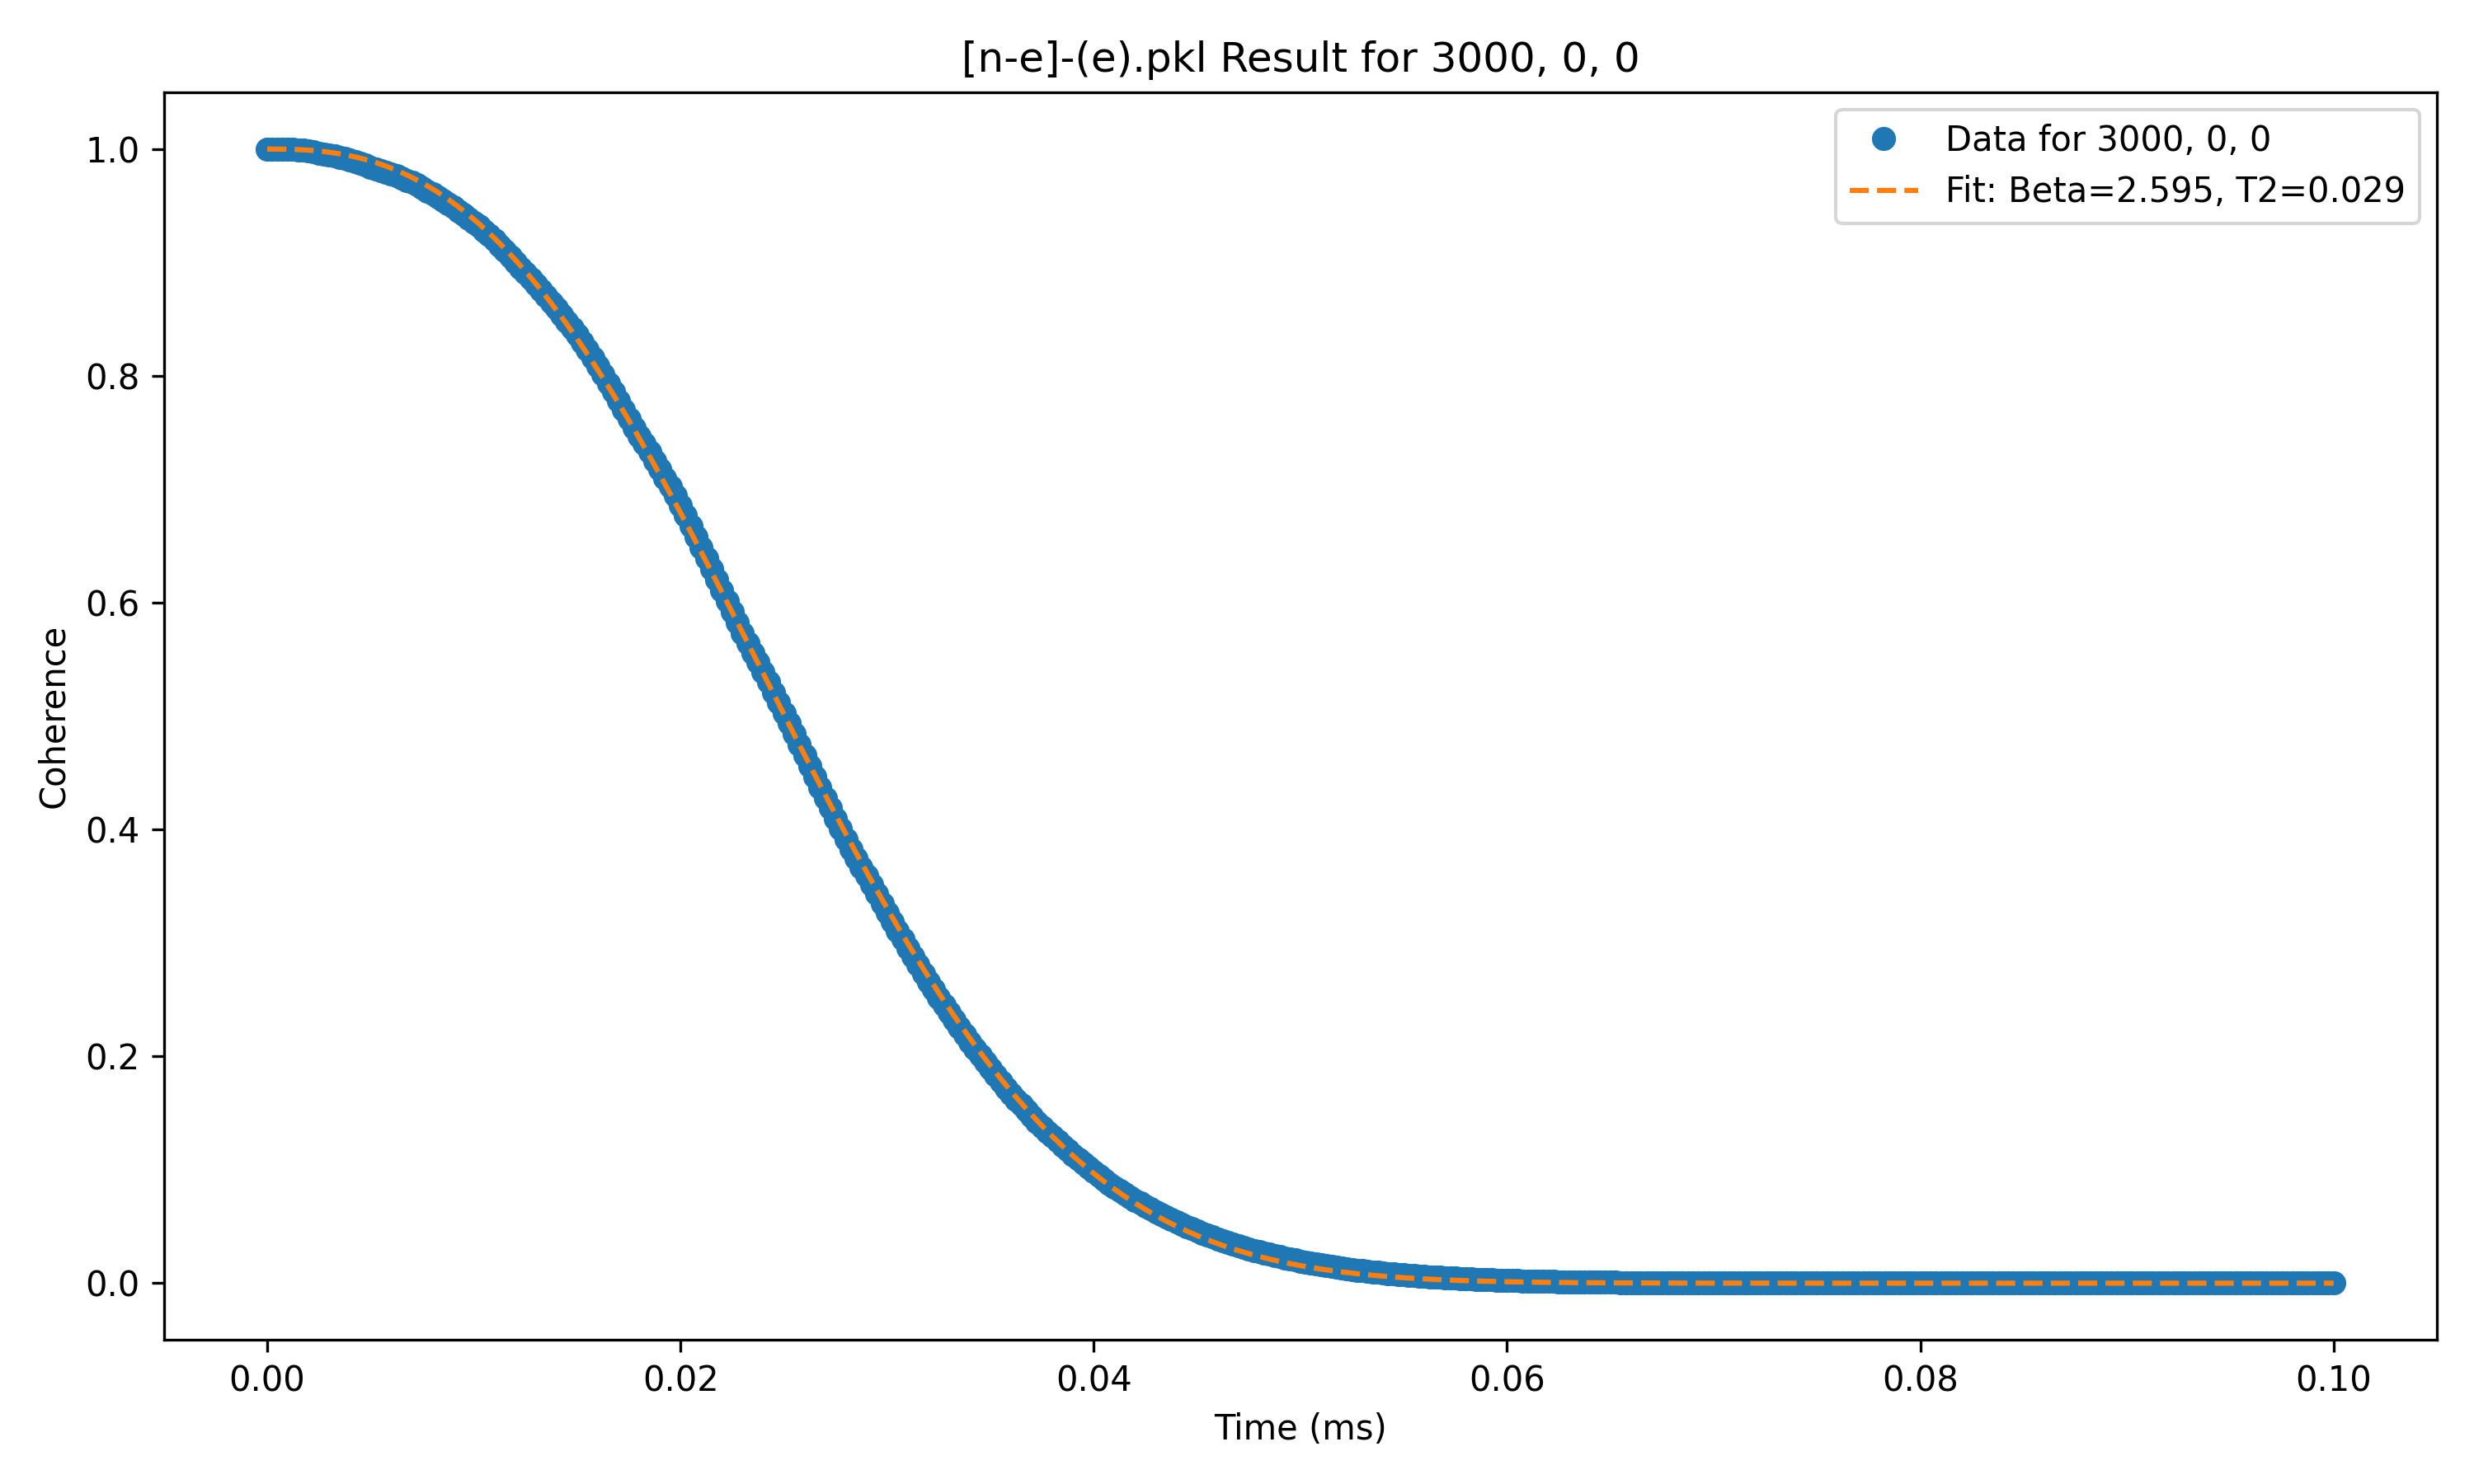 [n-e]-(e).pkl Result for 3000, 0, 0
Data for 3000, 0, 0
Fit: Beta=2.595, T2=0.029
Coherence
1.0
0.8
0.6
0.4
0.2
0.0
0.00 0.02 0.04 0.06 0.08 0.10
Time (ms)